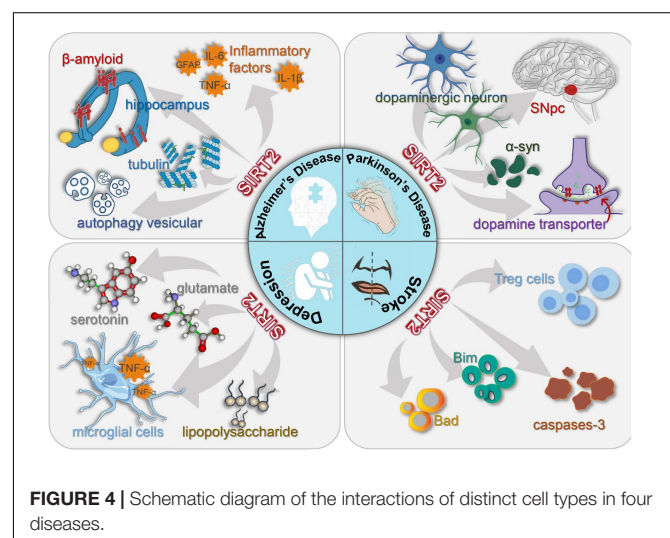 β-amyloid
GFAP
IL-6
TNF-α
Inflammatory
factors
IL-1β
hippocampus
tubulin
autophagy vesicular
SIRT2
dopaminergic neuron
SNpc
α-syn
dopamine transporter
SIRT2
Alzheimer's Disease
Parkinson's Disease
Depression
Stroke
serotonin
glutamate
SIRT2
TNF-α
TNF-α
TNF-α
microglial cells
lipopolysaccharide
SIRT2
Treg cells
Bim
Bad
caspases-3
FIGURE 4 | Schematic diagram of the interactions of distinct cell types in four
diseases.